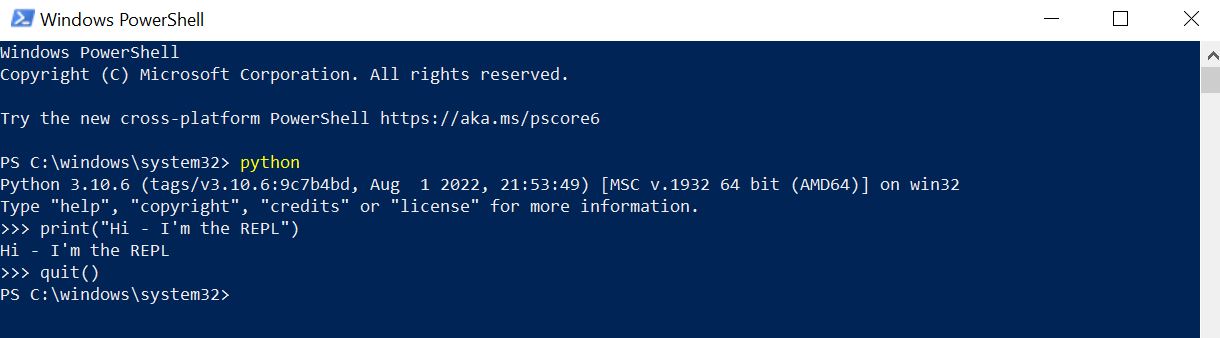 Windows PowerShell
Windows PowerShell
Copyright (C) Microsoft Corporation. All rights reserved.
Try the new cross-platform PowerShell https://aka.ms/pscore6
PS C:\windows\system32> python
Python 3.10.6 (tags/v3.10.6:9c7b4bd, Aug  1 2022, 21:53:49) [MSC v.1932 64 bit (AMD64)] on win32
Type "help", "copyright", "credits" or "license" for more information.
>>> print("Hi - I'm the REPL")
Hi - I'm the REPL
>>> quit()
PS C:\windows\system32>